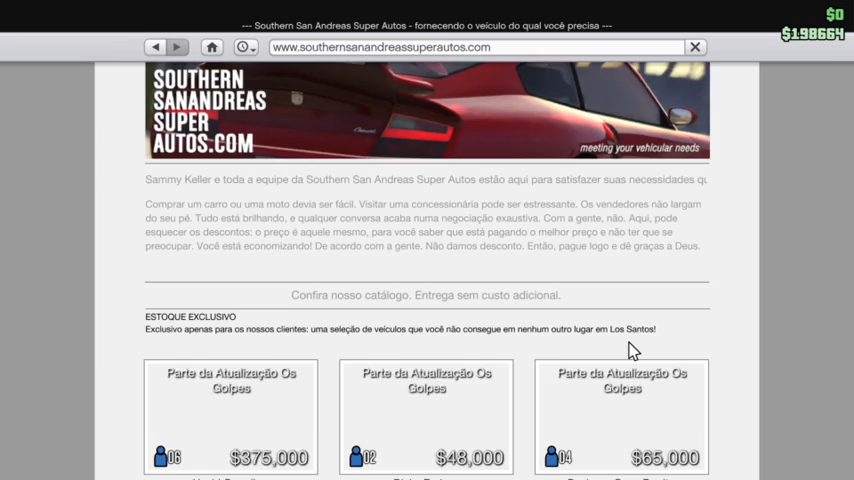 --- Southern San Andreas Super Autos - fornecendo o veículo do qual você precisa ---
$0
$198664
www.southernsanandreassuperautos.com
SOUTHERN
SANANDREAS
SUPER
AUTOS.COM
meeting your vehicular needs
Sammy Keller e toda a equipe da Southern San Andreas Super Autos estão aqui para satisfazer suas necessidades
Comprar um carro ou uma moto devia ser fácil. Visitar uma concessionária pode ser estressante. Os vendedores não largam
do seu pé. Tudo está brilhando, e qualquer conversa acaba numa negociação exaustiva. Com a gente, não. Aqui, pode
esquecer os descontos: o preço é aquele mesmo, para você saber que está pagando o melhor preço e não ter que se
preocupar. Você está economizando! De acordo com a gente. Não damos desconto. Então, pague logo e dê graças a Deus.
Confira nosso catálogo. Entrega sem custo adicional.
ESTOQUE EXCLUSIVO
Exclusivo apenas para os nossos clientes: uma seleção de veículos que você não consegue em nenhum outro lugar em Los Santos!
Parte da Atualização Os
Golpes
06 $375,000
Parte da Atualização Os
Golpes
02 $48,000
Parte da Atualização Os
Golpes
04 $65,000